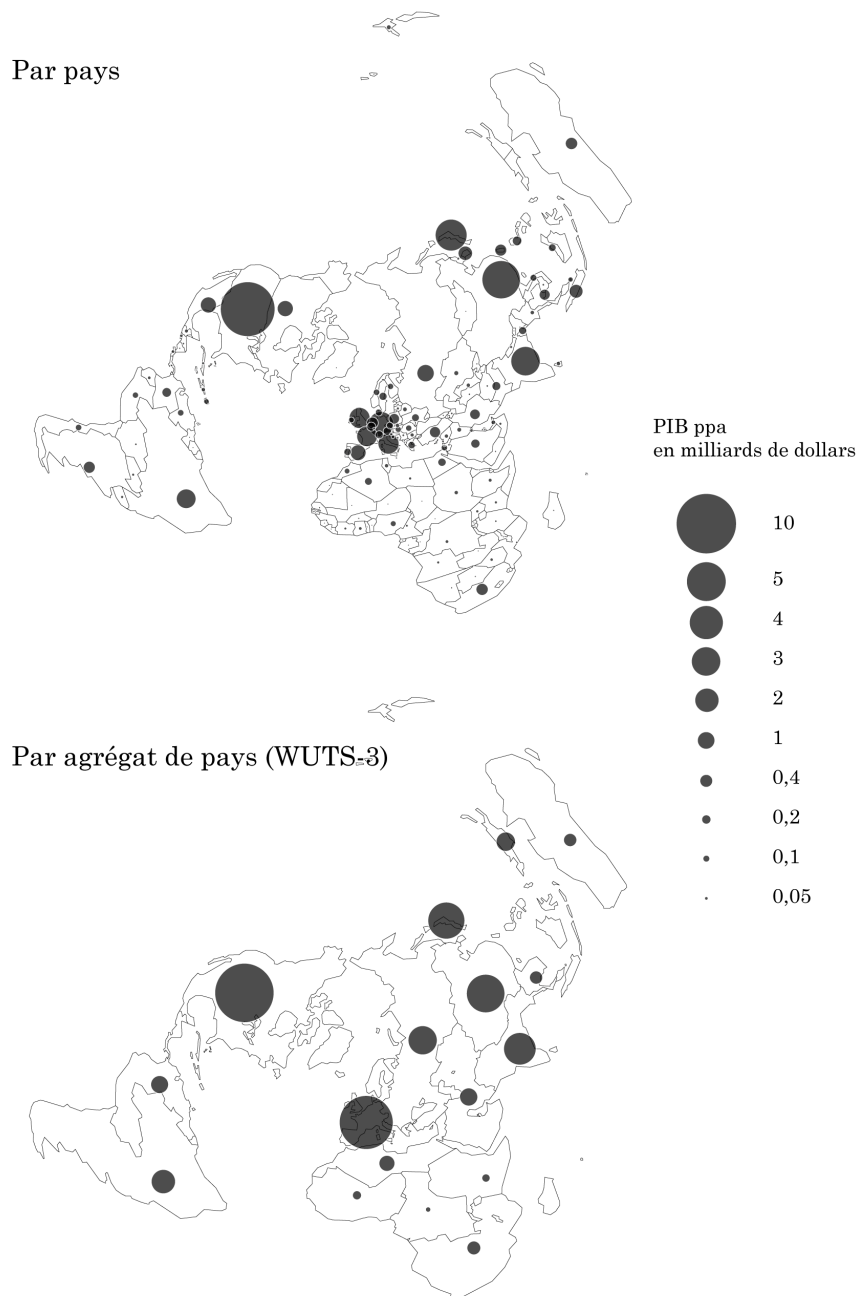 Par pays
PIB ppa
en milliards de dollars
10
5
4
3
2
1
0,4
0,2
0,1
0,05
Par agrégat de pays (WUTS-3)